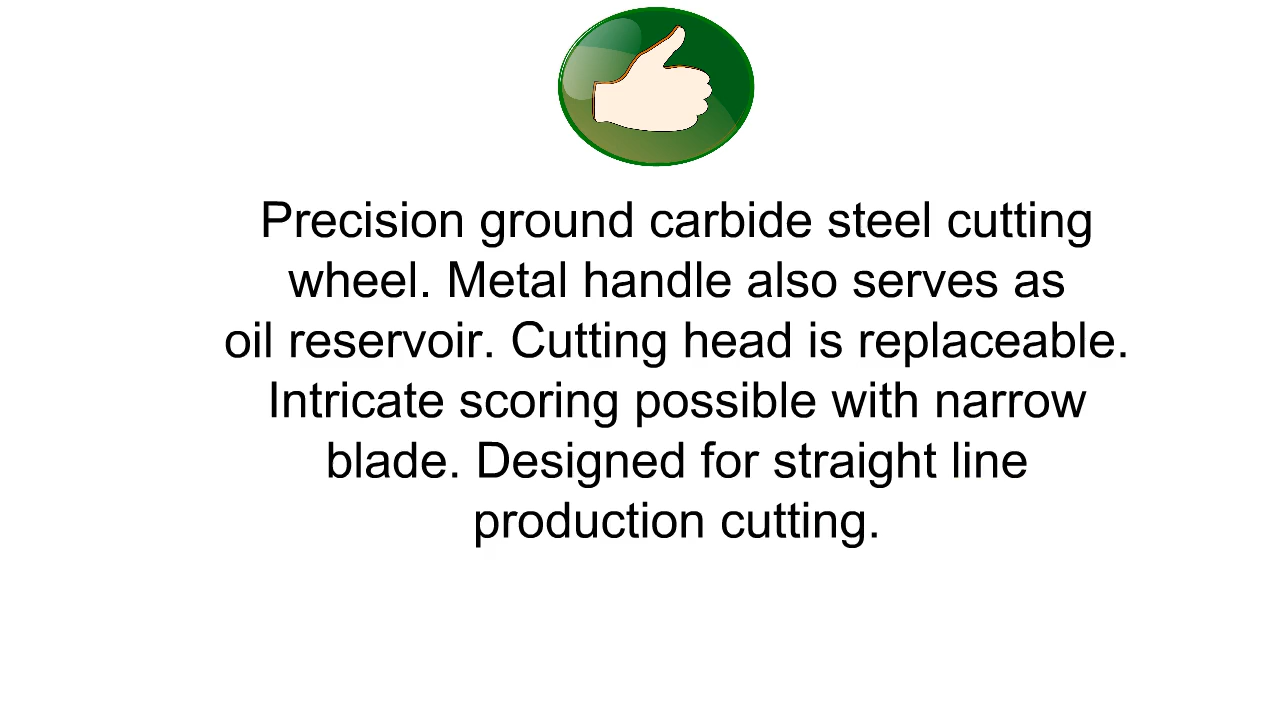 Precision ground carbide steel cutting
wheel. Metal handle also serves as
oil reservoir. Cutting head is replaceable.
Intricate scoring possible with narrow
blade. Designed for straight line
production cutting.